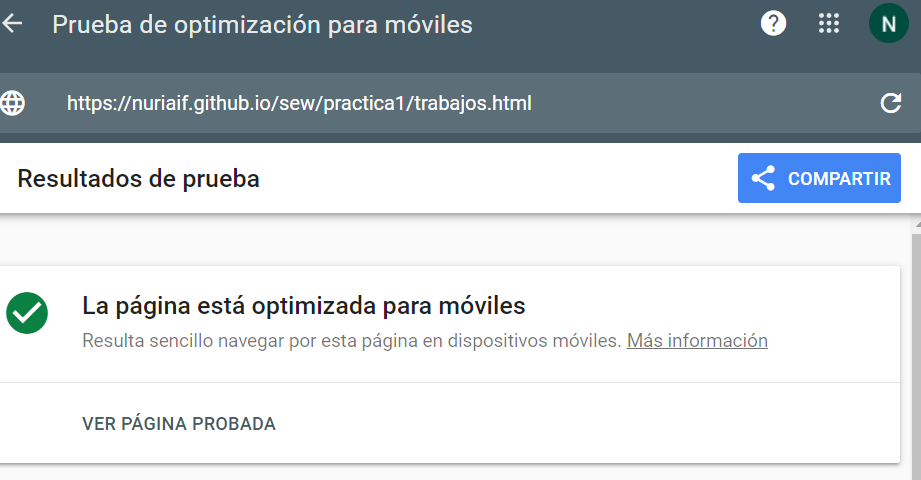 Prueba de optimización para móviles
?
N
https://nuriaif.github.io/sew/practica1/trabajos.html
Resultados de prueba
COMPARTIR
La página está optimizada para móviles
Resulta sencillo navegar por esta página en dispositivos móviles. Más información
VER PÁGINA PROBADA